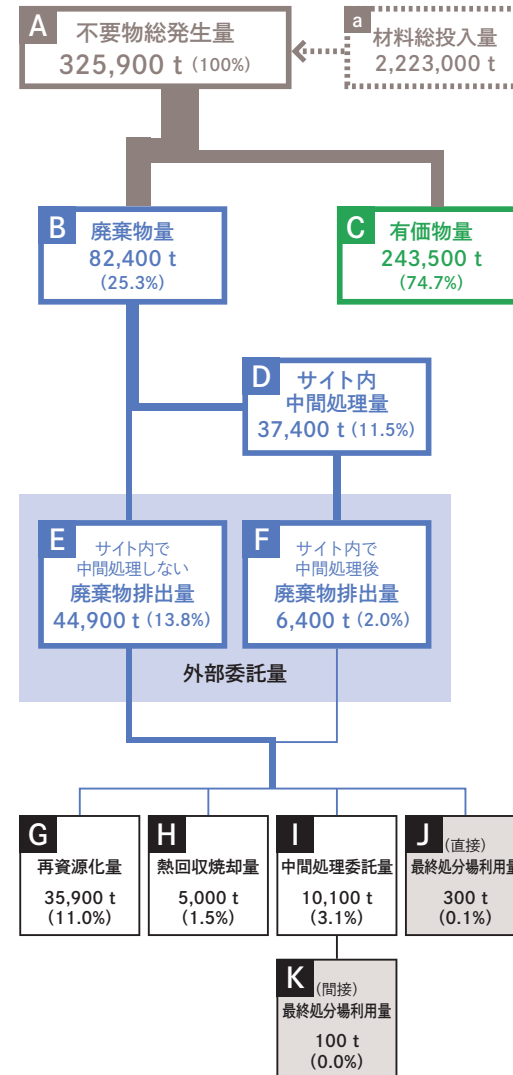 A 不要物総発生量
325,900 t (100%)
a 材料総投入量
2,223,000 t
B 廃棄物量
82,400 t
(25.3%)
C 有価物量
243,500 t
(74.7%)
D サイト内
中間処理量
37,400 t (11.5%)
E サイト内で
中間処理しない
廃棄物排出量
44,900 t (13.8%)
F サイト内で
中間処理後
廃棄物排出量
6,400 t (2.0%)
外部委託量
G
再資源化量
35,900 t
(11.0%)
H
熱回収焼却量
5,000 t
(1.5%)
I
中間処理委託量
10,100 t
(3.1%)
J (直接)
最終処分場利用量
300 t
(0.1%)
K (間接)
最終処分場利用量
100 t
(0.0%)